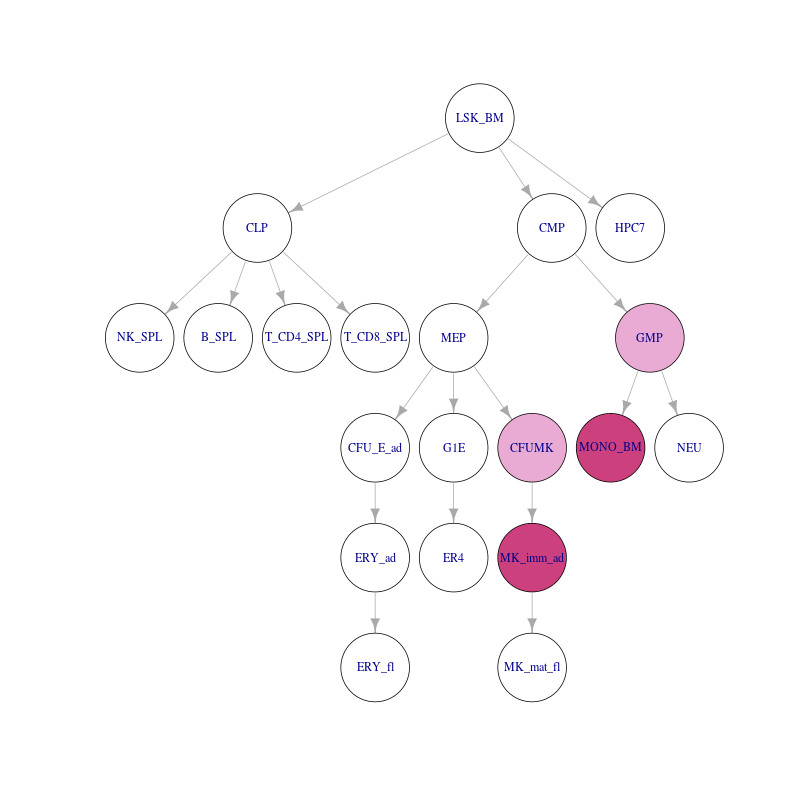 LSK_BM
CLP
CMP
HPC7
NK_SPL
B_SPL
T_CD4_SPL
T_CD8_SPL
MEP
GMP
CFU_E_ad
G1E
CFUMK
MONO_BM
NEU
ERY_ad
ER4
MK_imm_ad
ERY_fl
MK_mat_fl